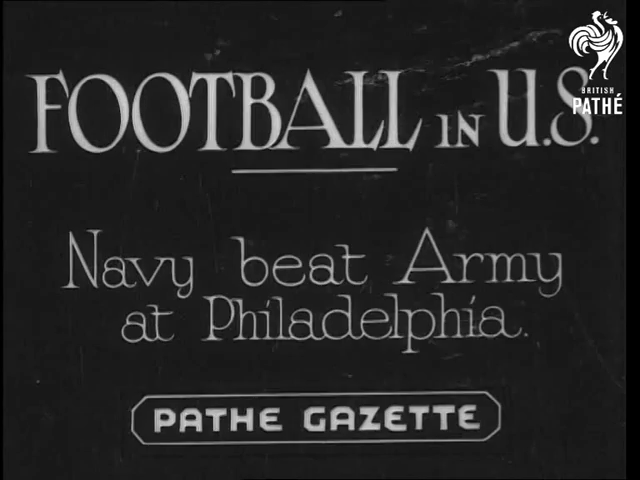 FOOTBALL IN U.S.
BRITISH
PATHÉ
Navy beat Army
at Philadelphia.
PATHE GAZETTE